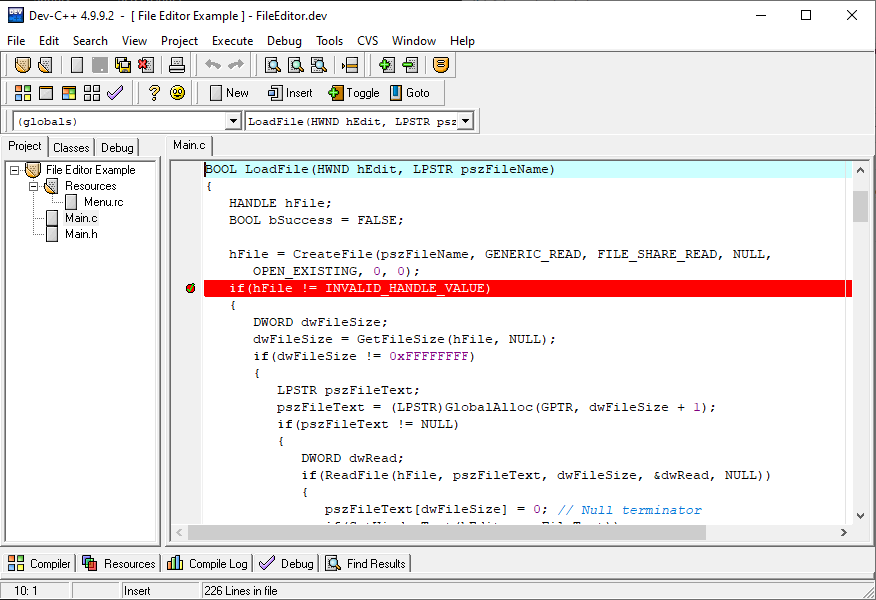 Dev-C++ 4.9.9.2 - [ File Editor Example ] - FileEditor.dev
File Edit Search View Project Execute Debug Tools CVS Window Help
New Insert Toggle Goto
(globals) LoadFile(HWND hEdit, LPSTR psz
Project Classes Debug Main.c
File Editor Example
Resources
Menu.rc
Main.c
Main.h
BOOL LoadFile(HWND hEdit, LPSTR pszFileName)
{
HANDLE hFile;
BOOL bSuccess = FALSE;
hFile = CreateFile(pszFileName, GENERIC_READ, FILE_SHARE_READ, NULL,
OPEN_EXISTING, 0, 0);
if(hFile != INVALID_HANDLE_VALUE)
{
DWORD dwFileSize;
dwFileSize = GetFileSize(hFile, NULL);
if(dwFileSize != 0xFFFFFFFF)
{
LPSTR pszFileText;
pszFileText = (LPSTR)GlobalAlloc(GPTR, dwFileSize + 1);
if(pszFileText != NULL)
{
DWORD dwRead;
if(ReadFile(hFile, pszFileText, dwFileSize, &dwRead, NULL))
{
pszFileText[dwFileSize] = 0; // Null terminator
Compiler Resources Compile Log Debug Find Results
10: 1 Insert 226 Lines in file